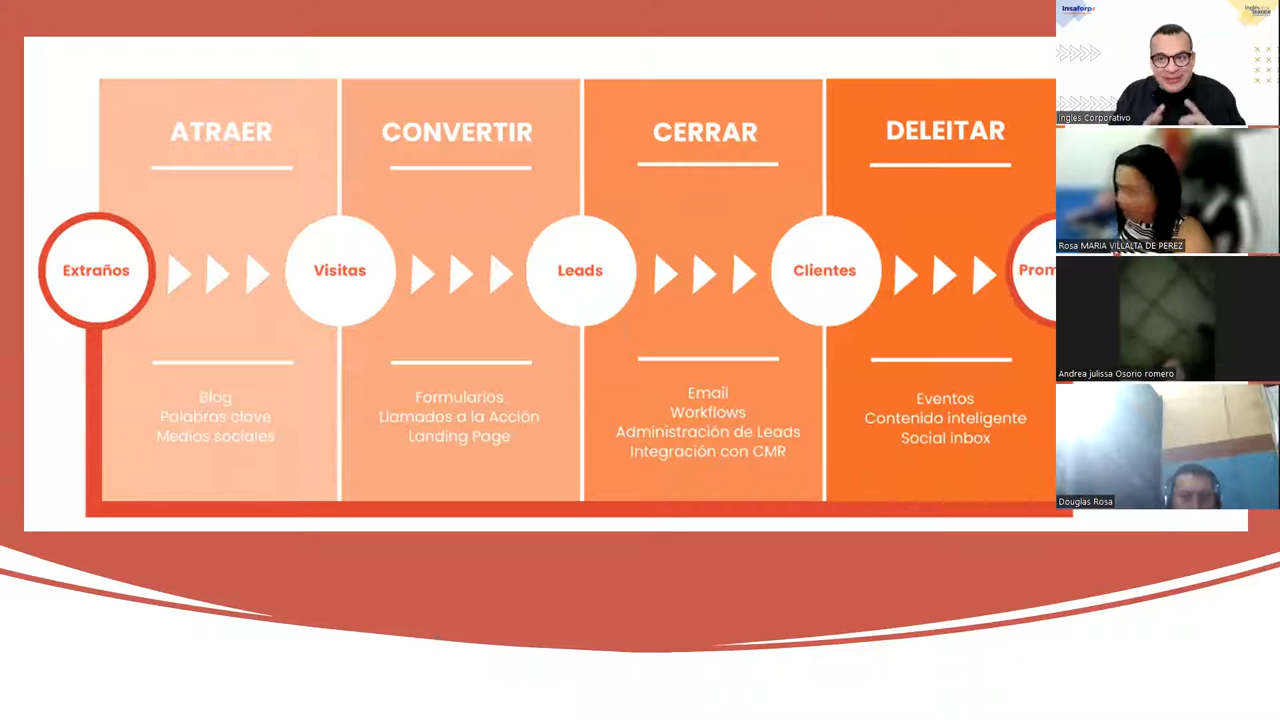 ATRAER
CONVERTIR
CERRAR
DELEITAR
Extraños
Visitas
Leads
Clientes
Prom
Blog
Palabras clave
Medios sociales
Formularios
Llamados a la Acción
Landing Page
Email
Workflows
Administración de Leads
Integración con CMR
Eventos
Contenido inteligente
Social inbox
Insaforp
Ingles Corporativo
Rosa MARIA VILLALTA DE PEREZ
Andrea julissa Osorio romero
Douglas Rosa